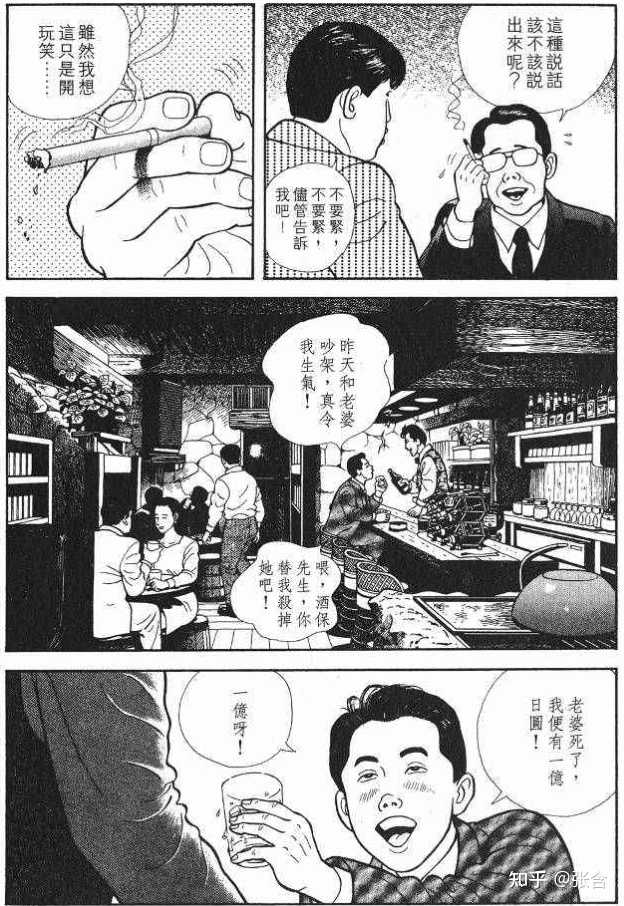 這種説話
該不該説
出來呢？
不要緊，
不要緊，
儘管告訴
我吧！
雖然我想
這只是開
玩笑……
昨天和老婆
吵架，真令
我生氣！
喂，酒保
先生，你
替我殺掉
她吧！
老婆死了，
我便有一億
日圓！
一億呀！
知乎 @张含